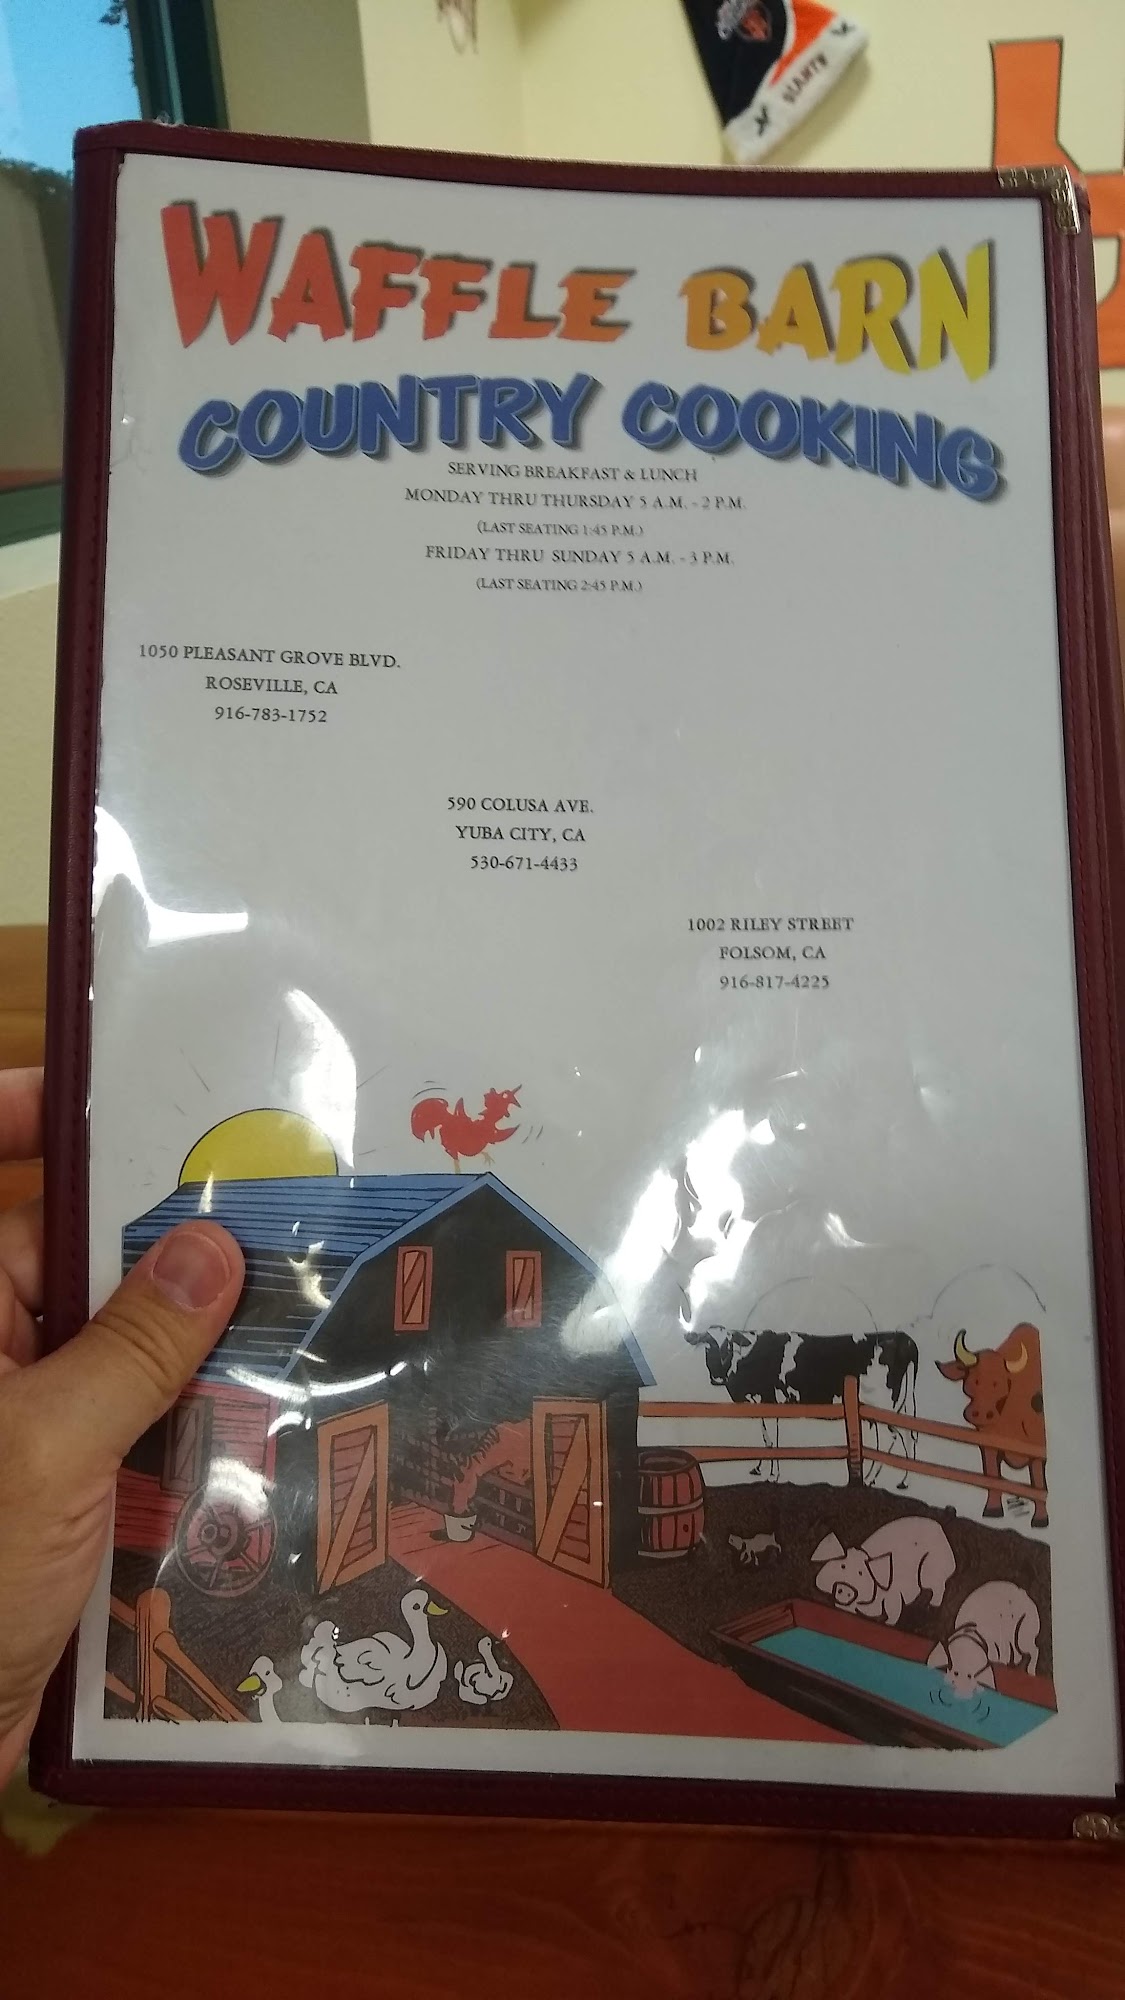 GIANTS
WAFFLE BARN
COUNTRY COOKING
SERVING BREAKFAST & LUNCH
MONDAY THRU THURSDAY 5 A.M. - 2 P.M.
(LAST SEATING 1:45 P.M.)
FRIDAY THRU SUNDAY 5 A.M. - 3 P.M.
(LAST SEATING 2:45 P.M.)
1050 PLEASANT GROVE BLVD.
ROSEVILLE, CA
916-783-1752
590 COLUSA AVE.
YUBA CITY, CA
530-671-4433
1002 RILEY STREET
FOLSOM, CA
916-817-4225